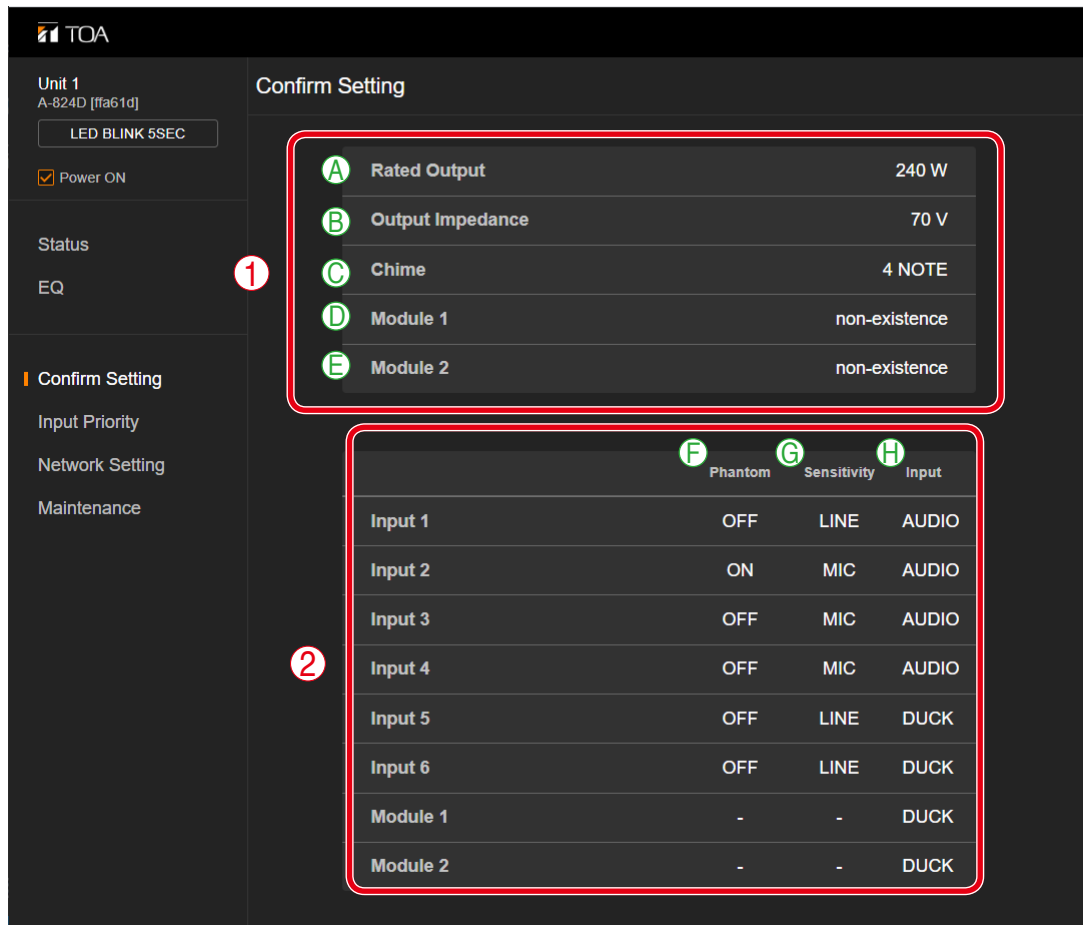 TOA
Unit 1
A-824D [ffa61d]
LED BLINK 5SEC
Power ON
Status
EQ
Confirm Setting
Input Priority
Network Setting
Maintenance
Confirm Setting
1
A Rated Output 240 W
B Output Impedance 70 V
C Chime 4 NOTE
D Module 1 non-existence
E Module 2 non-existence
2
F Phantom G Sensitivity H Input
Input 1 OFF LINE AUDIO
Input 2 ON MIC AUDIO
Input 3 OFF MIC AUDIO
Input 4 OFF MIC AUDIO
Input 5 OFF LINE DUCK
Input 6 OFF LINE DUCK
Module 1 - - DUCK
Module 2 - - DUCK